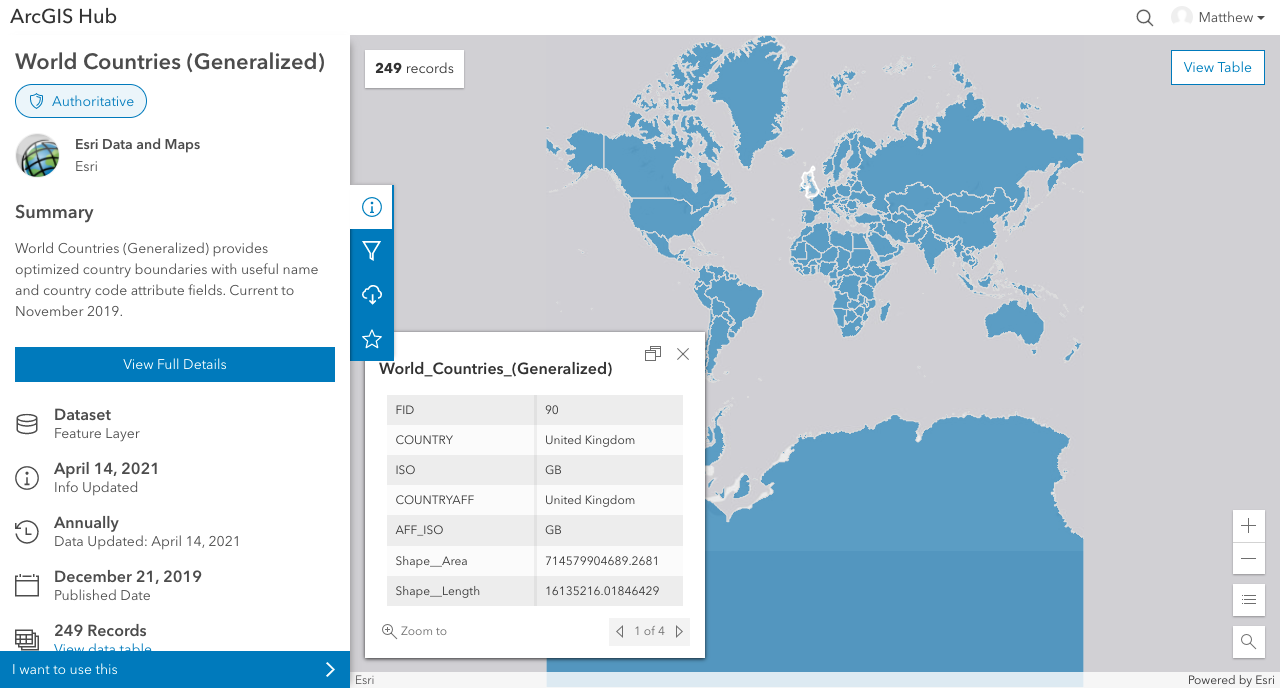 ArcGIS Hub
Matthew
World Countries (Generalized)
Authoritative
Esri Data and Maps
Esri
Summary
World Countries (Generalized) provides
optimized country boundaries with useful name
and country code attribute fields. Current to
November 2019.
View Full Details
Dataset
Feature Layer
April 14, 2021
Info Updated
Annually
Data Updated: April 14, 2021
December 21, 2019
Published Date
249 Records
View data table
I want to use this
249 records
View Table
World_Countries_(Generalized)
FID 90
COUNTRY United Kingdom
ISO GB
COUNTRYAFF United Kingdom
AFF_ISO GB
Shape__Area 714579904689.2681
Shape__Length 16135216.01846429
Zoom to 1 of 4
Esri
Powered by Esri